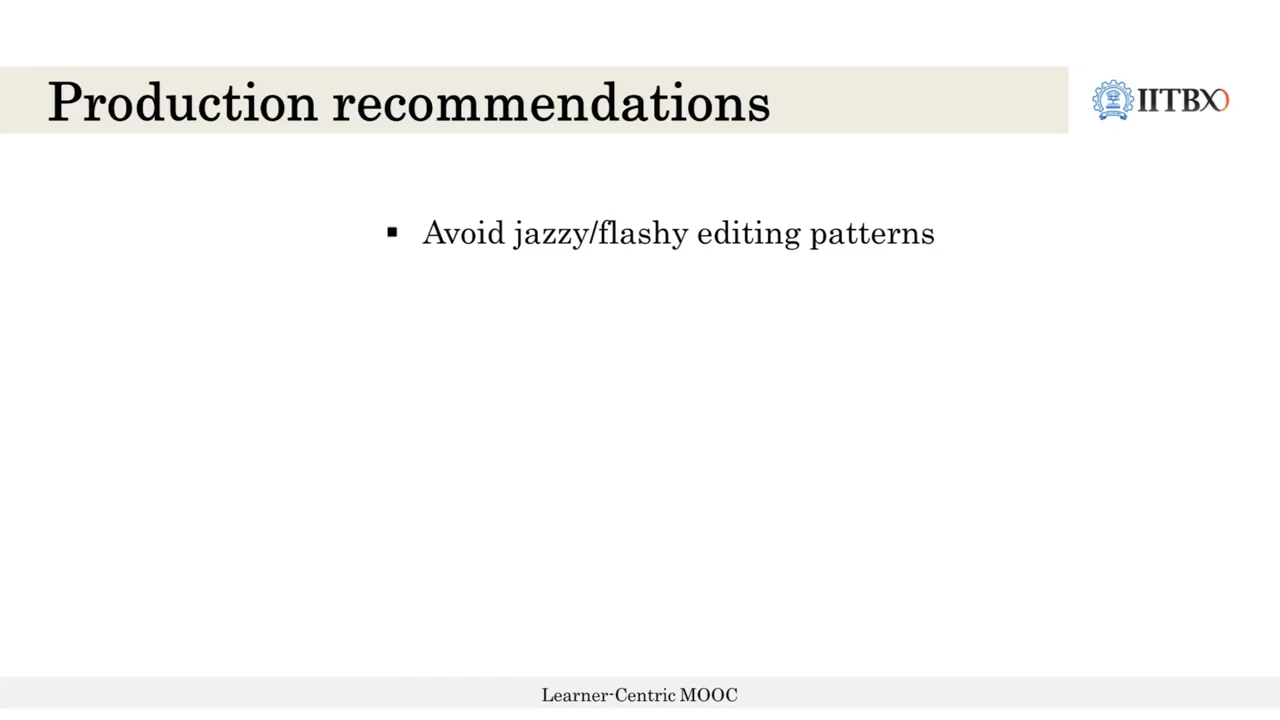 Production recommendations
IITBX
▪ Avoid jazzy/flashy editing patterns
Learner-Centric MOOC